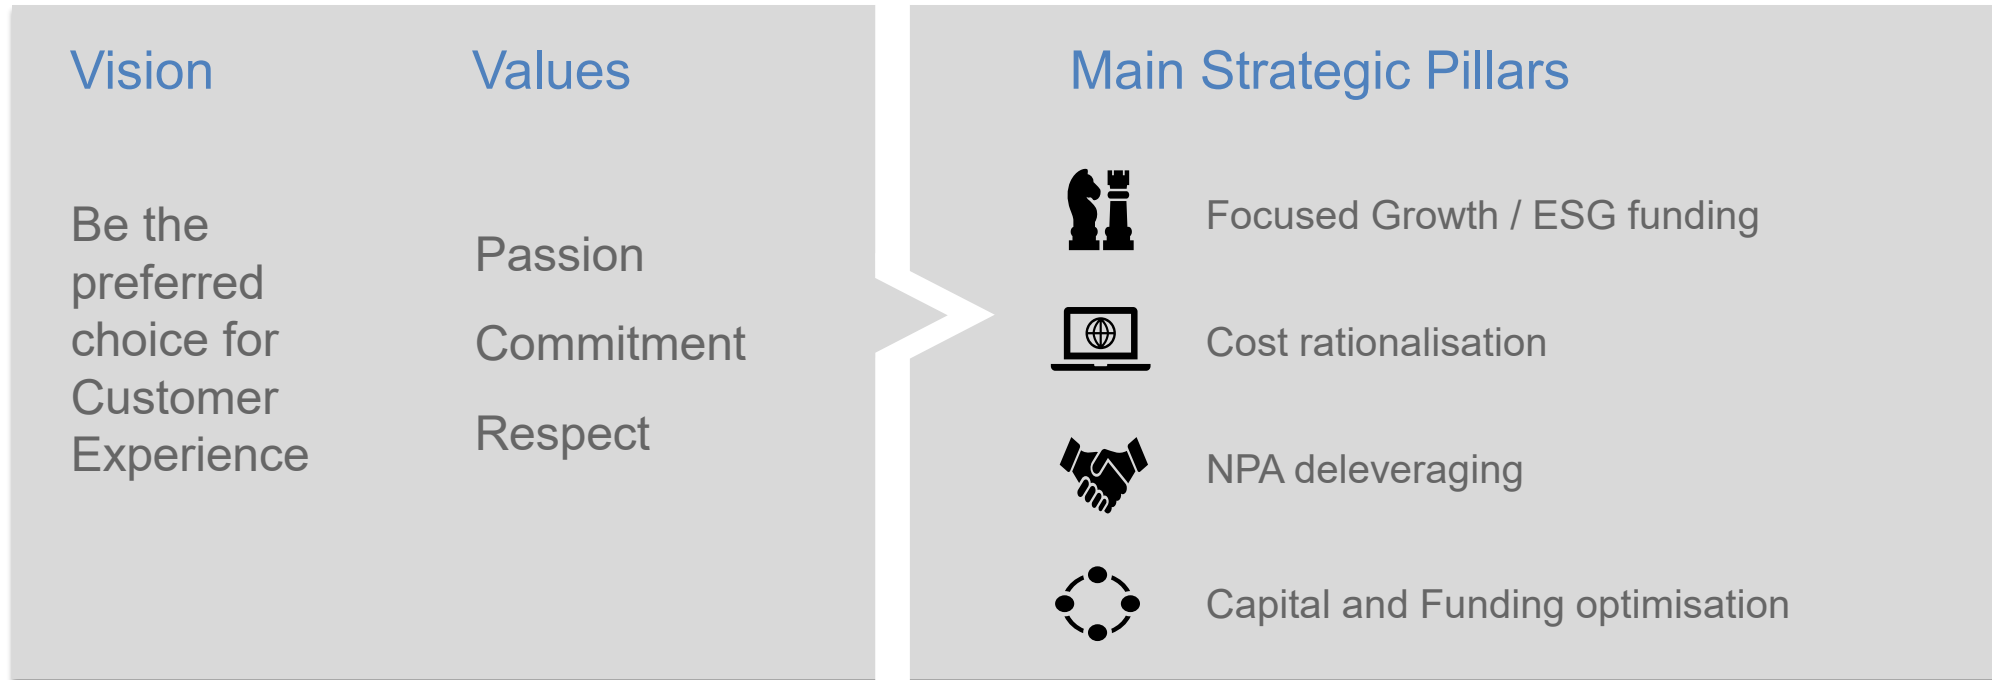 Vision
Be the
preferred
choice for
Customer
Experience
Values
Passion
Commitment
Respect
Main Strategic Pillars
Focused Growth / ESG funding
Cost rationalisation
NPA deleveraging
Capital and Funding optimisation